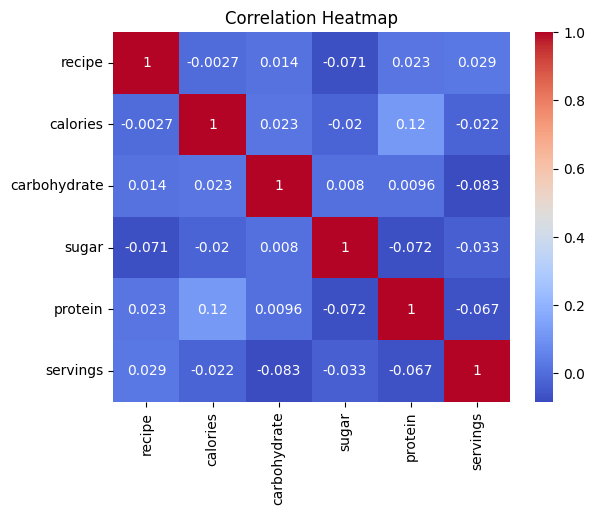 Correlation Heatmap
recipe 1 -0.0027 0.014 -0.071 0.023 0.029
calories -0.0027 1 0.023 -0.02 0.12 -0.022
carbohydrate 0.014 0.023 1 0.008 0.0096 -0.083
sugar -0.071 -0.02 0.008 1 -0.072 -0.033
protein 0.023 0.12 0.0096 -0.072 1 -0.067
servings 0.029 -0.022 -0.083 -0.033 -0.067 1
recipe calories carbohydrate sugar protein servings
1.0
0.8
0.6
0.4
0.2
0.0